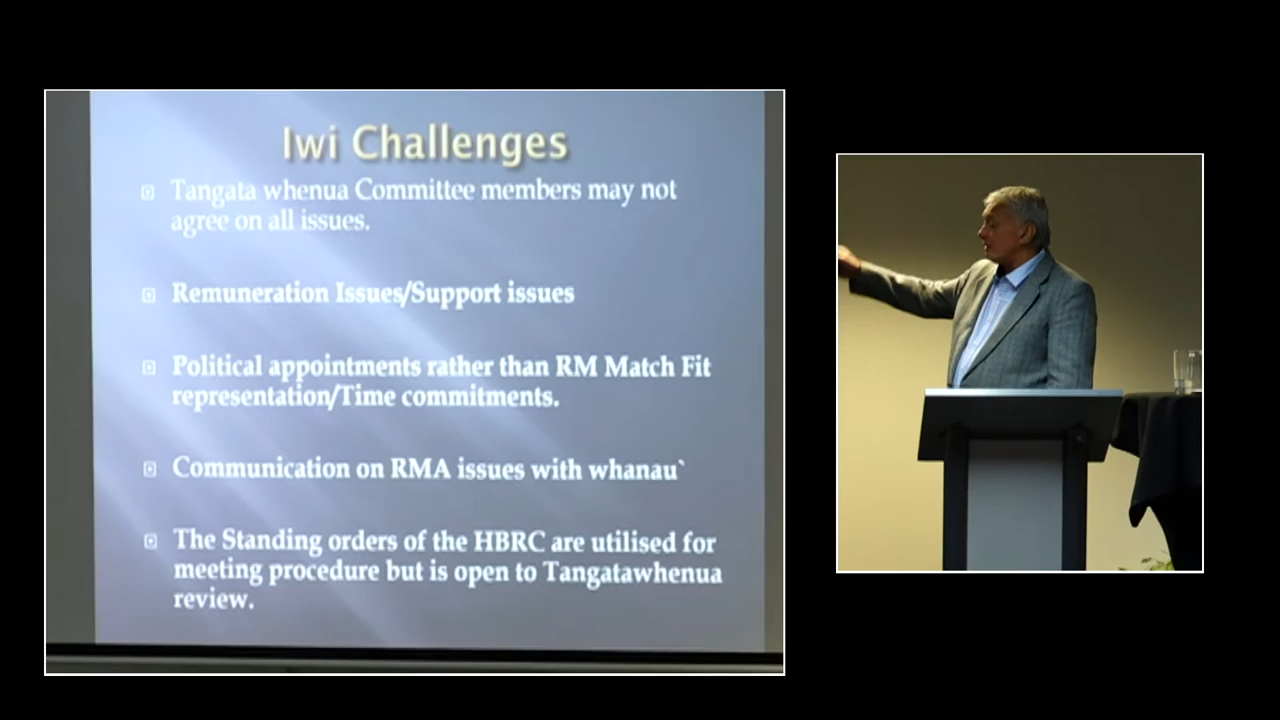 Iwi Challenges
Tangata whenua Committee members may not
agree on all issues.
Remuneration Issues/Support issues
Political appointments rather than RM Match Fit
representation/Time commitments.
Communication on RMA issues with whanau`
The Standing orders of the HBRC are utilised for
meeting procedure but is open to Tangatawhenua
review.